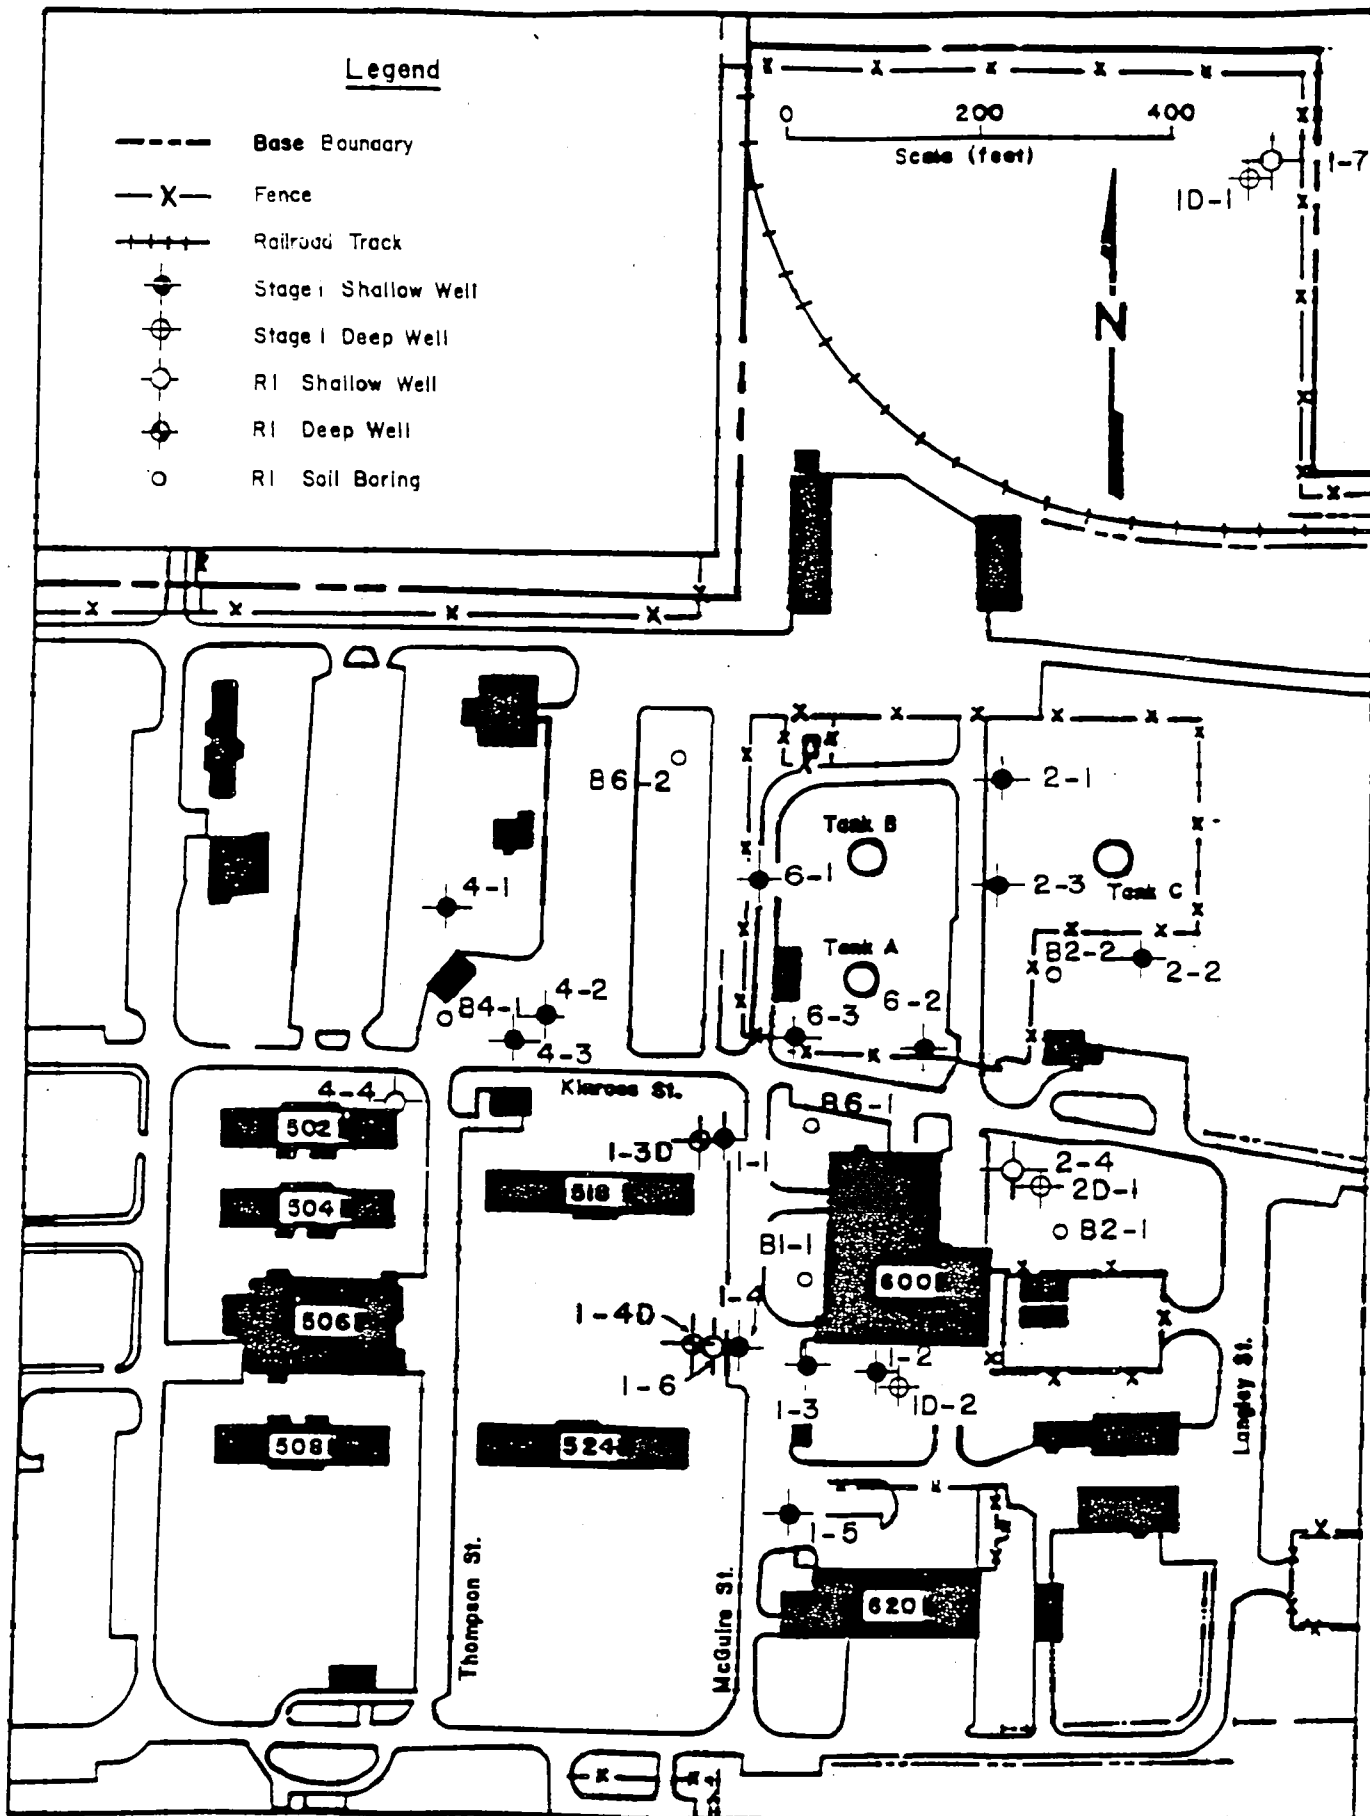 Legend
Base Boundary
Fence
Railroad Track
Stage 1 Shallow Well
Stage 1 Deep Well
RI Shallow Well
RI Deep Well
RI Soil Boring
0 200 400
Scale (feet)
1-7
1D-1
N
B6-2
2-1
Tank B
6-1
4-1
2-3
Tank C
Tank A
B2-2
2-2
4-2
B4-1
6-2
6-3
4-3
4-4
Kinross St.
B6-1
502
1-3D
1-1
2-4
2D-1
518
504
B2-1
B1-1
600
1-4
1-4D
506
1-6
1-2
1-3
1D-2
Langley St.
508
524
1-5
Thompson St.
McGuire St.
620